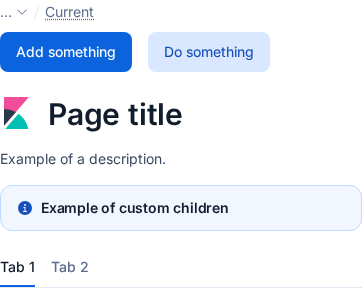 ... / Current
Add something Do something
Page title
Example of a description.
Example of custom children
Tab 1 Tab 2